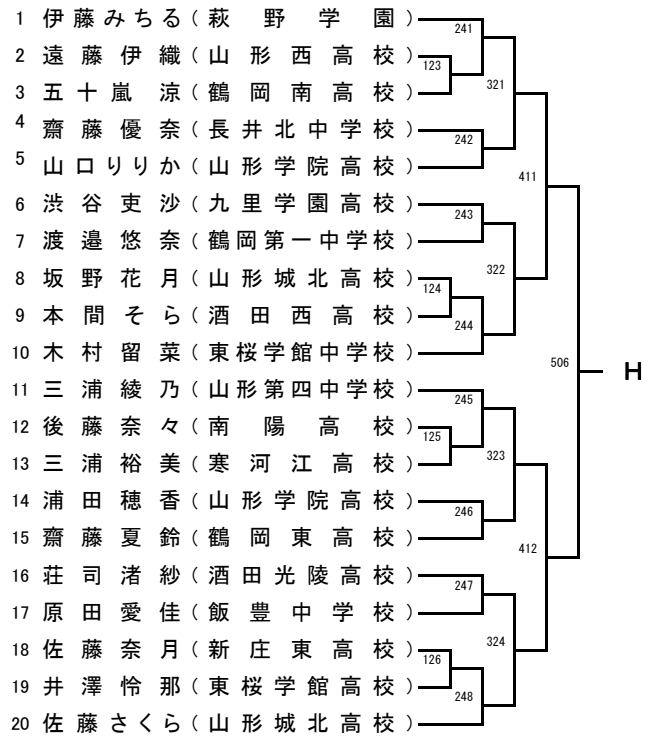 1 伊藤みちる(萩野学園)
241
2 遠藤伊織(山形西高校)
123
321
3 五十嵐涼(鶴岡南高校)
4 齋藤優奈(長井北中学校)
242
5 山口りりか(山形学院高校)
411
6 渋谷吏沙(九里学園高校)
243
7 渡邉悠奈(鶴岡第一中学校)
322
8 坂野花月(山形城北高校)
124
9 本間そら(酒田西高校)
244
10 木村留菜(東桜学館中学校)
506
H
11 三浦綾乃(山形第四中学校)
245
12 後藤奈々(南陽高校)
125
323
13 三浦裕美(寒河江高校)
14 浦田穂香(山形学院高校)
246
15 齋藤夏鈴(鶴岡東高校)
412
16 荘司渚紗(酒田光陵高校)
247
17 原田愛佳(飯豊中学校)
324
18 佐藤奈月(新庄東高校)
126
19 井澤怜那(東桜学館高校)
248
20 佐藤さくら(山形城北高校)